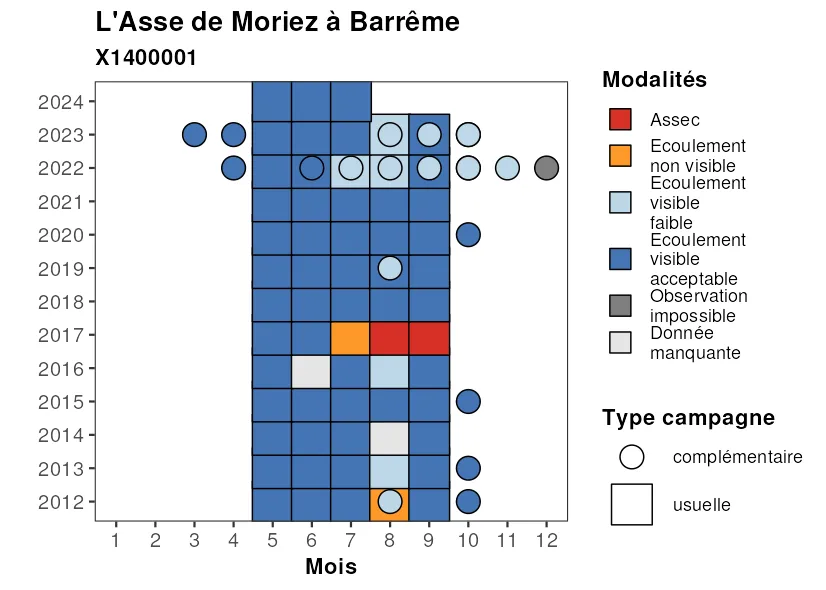 L'Asse de Moriez à Barrême
X1400001
2024
2023
2022
2021
2020
2019
2018
2017
2016
2015
2014
2013
2012
1 2 3 4 5 6 7 8 9 10 11 12
Mois
Modalités
Assec
Ecoulement
non visible
Ecoulement
visible
faible
Ecoulement
visible
acceptable
Observation
impossible
Donnée
manquante
Type campagne
complémentaire
usuelle